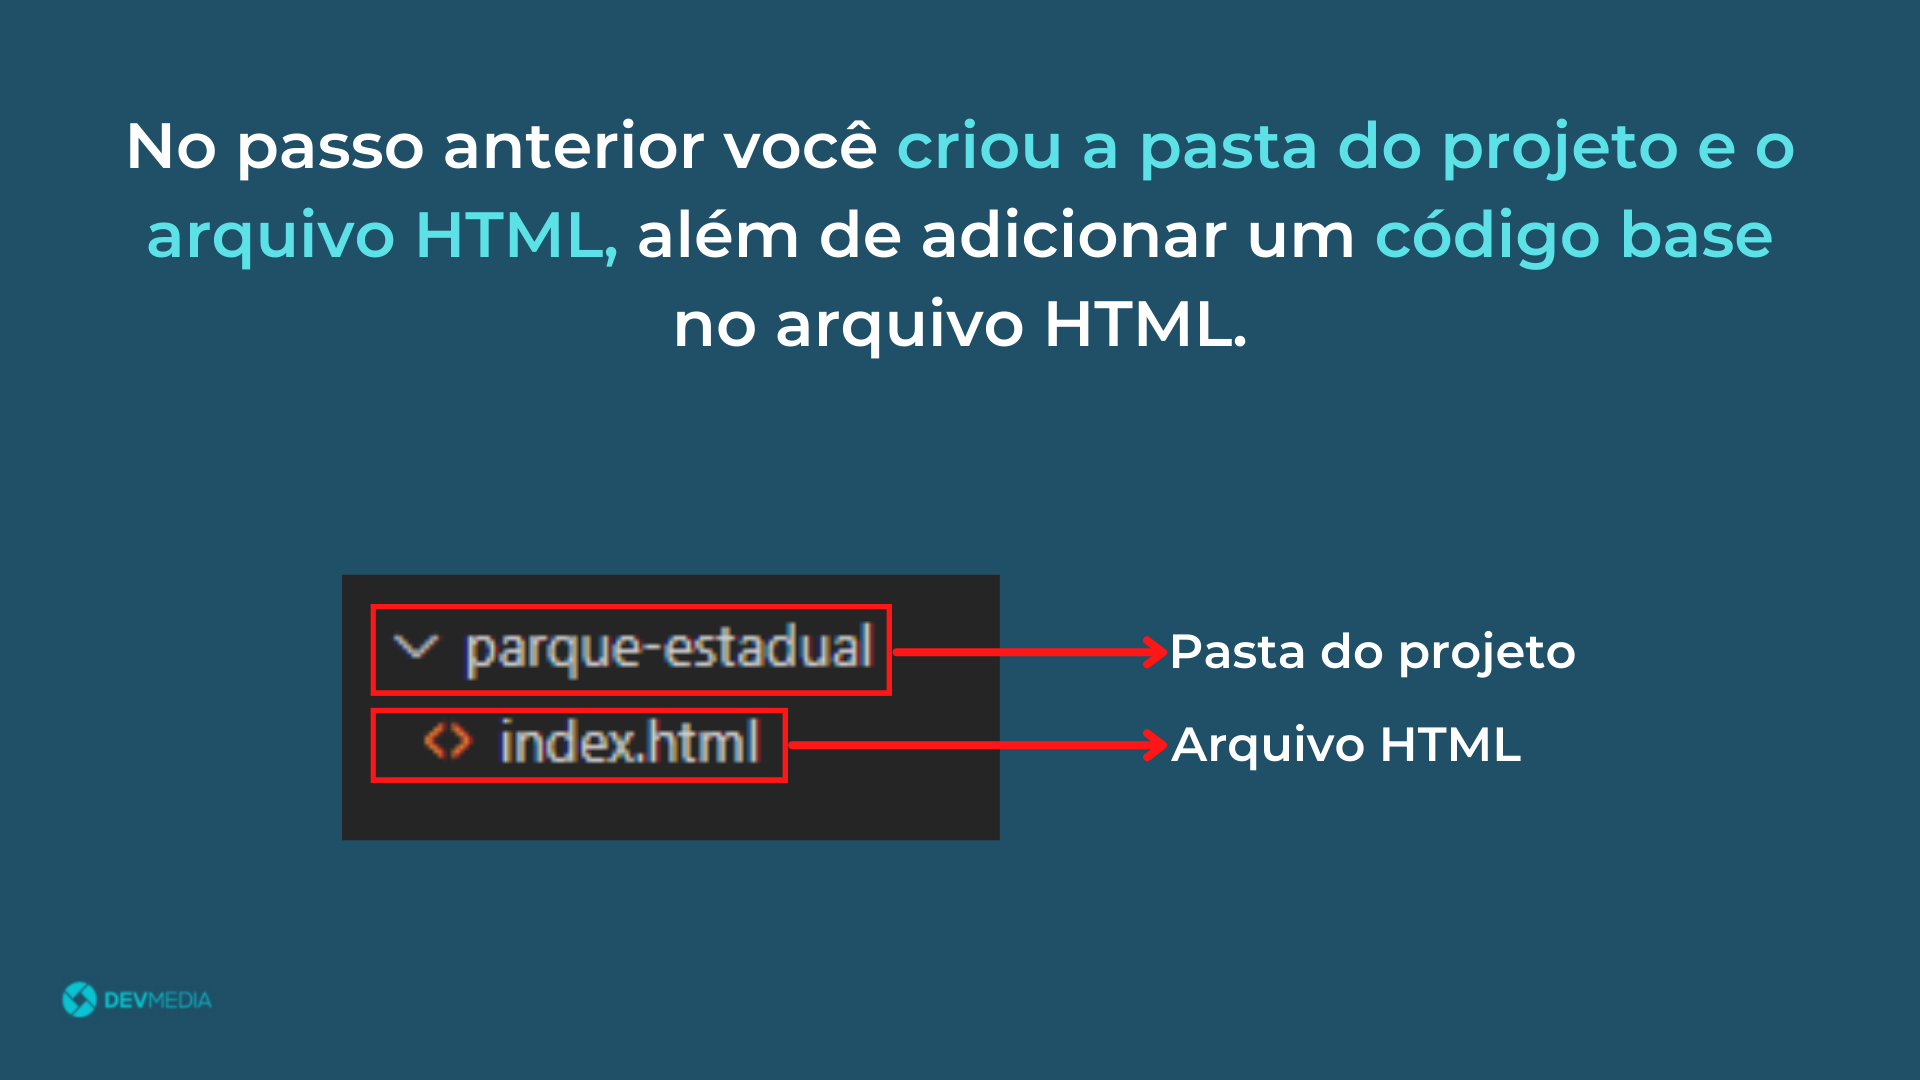 No passo anterior você criou a pasta do projeto e o
arquivo HTML, além de adicionar um código base
no arquivo HTML.
parque-estadual
Pasta do projeto
<> index.html
Arquivo HTML
DEVMEDIA